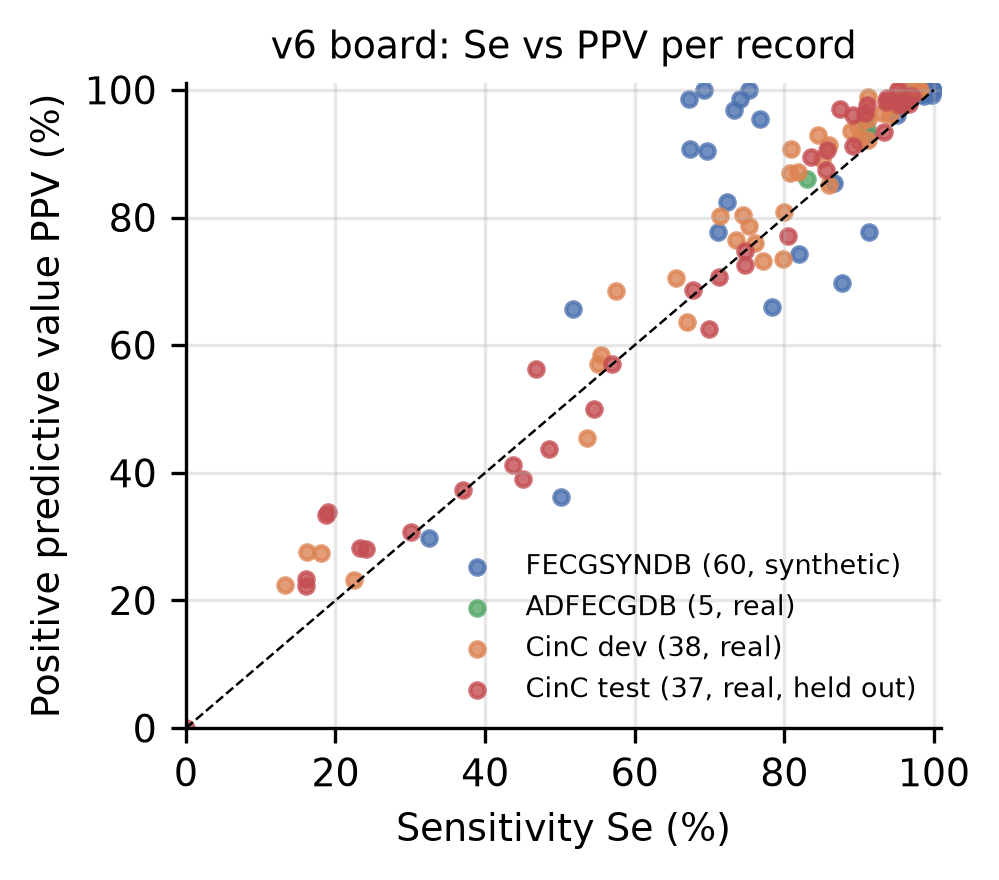 v6 board: Se vs PPV per record
Positive predictive value PPV (%)
100
80
60
40
20
0
FECGSYNDB (60, synthetic)
ADFECGDB (5, real)
CinC dev (38, real)
CinC test (37, real, held out)
0 20 40 60 80 100
Sensitivity Se (%)